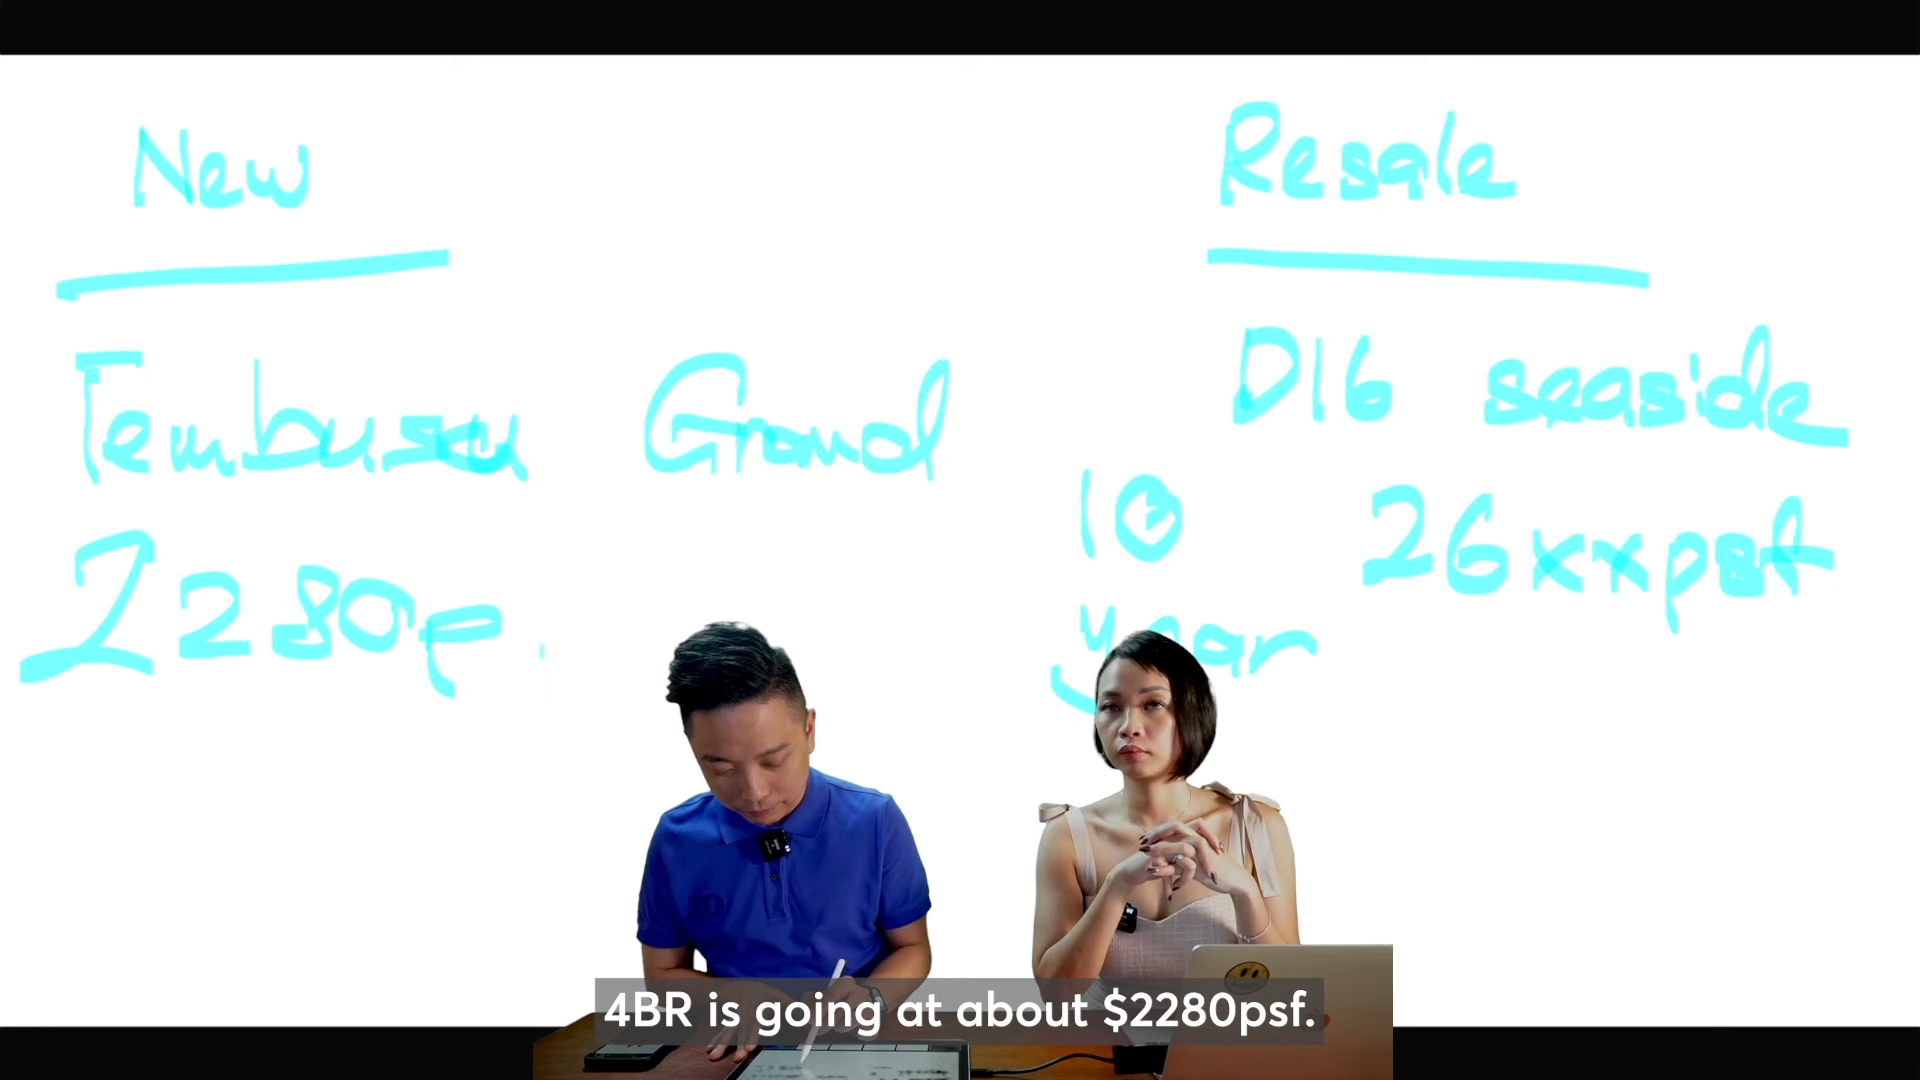 New
Tembusu Grand
2280p
Resale
D16 seaside
10
year
26xxpsf
4BR is going at about $2280psf.